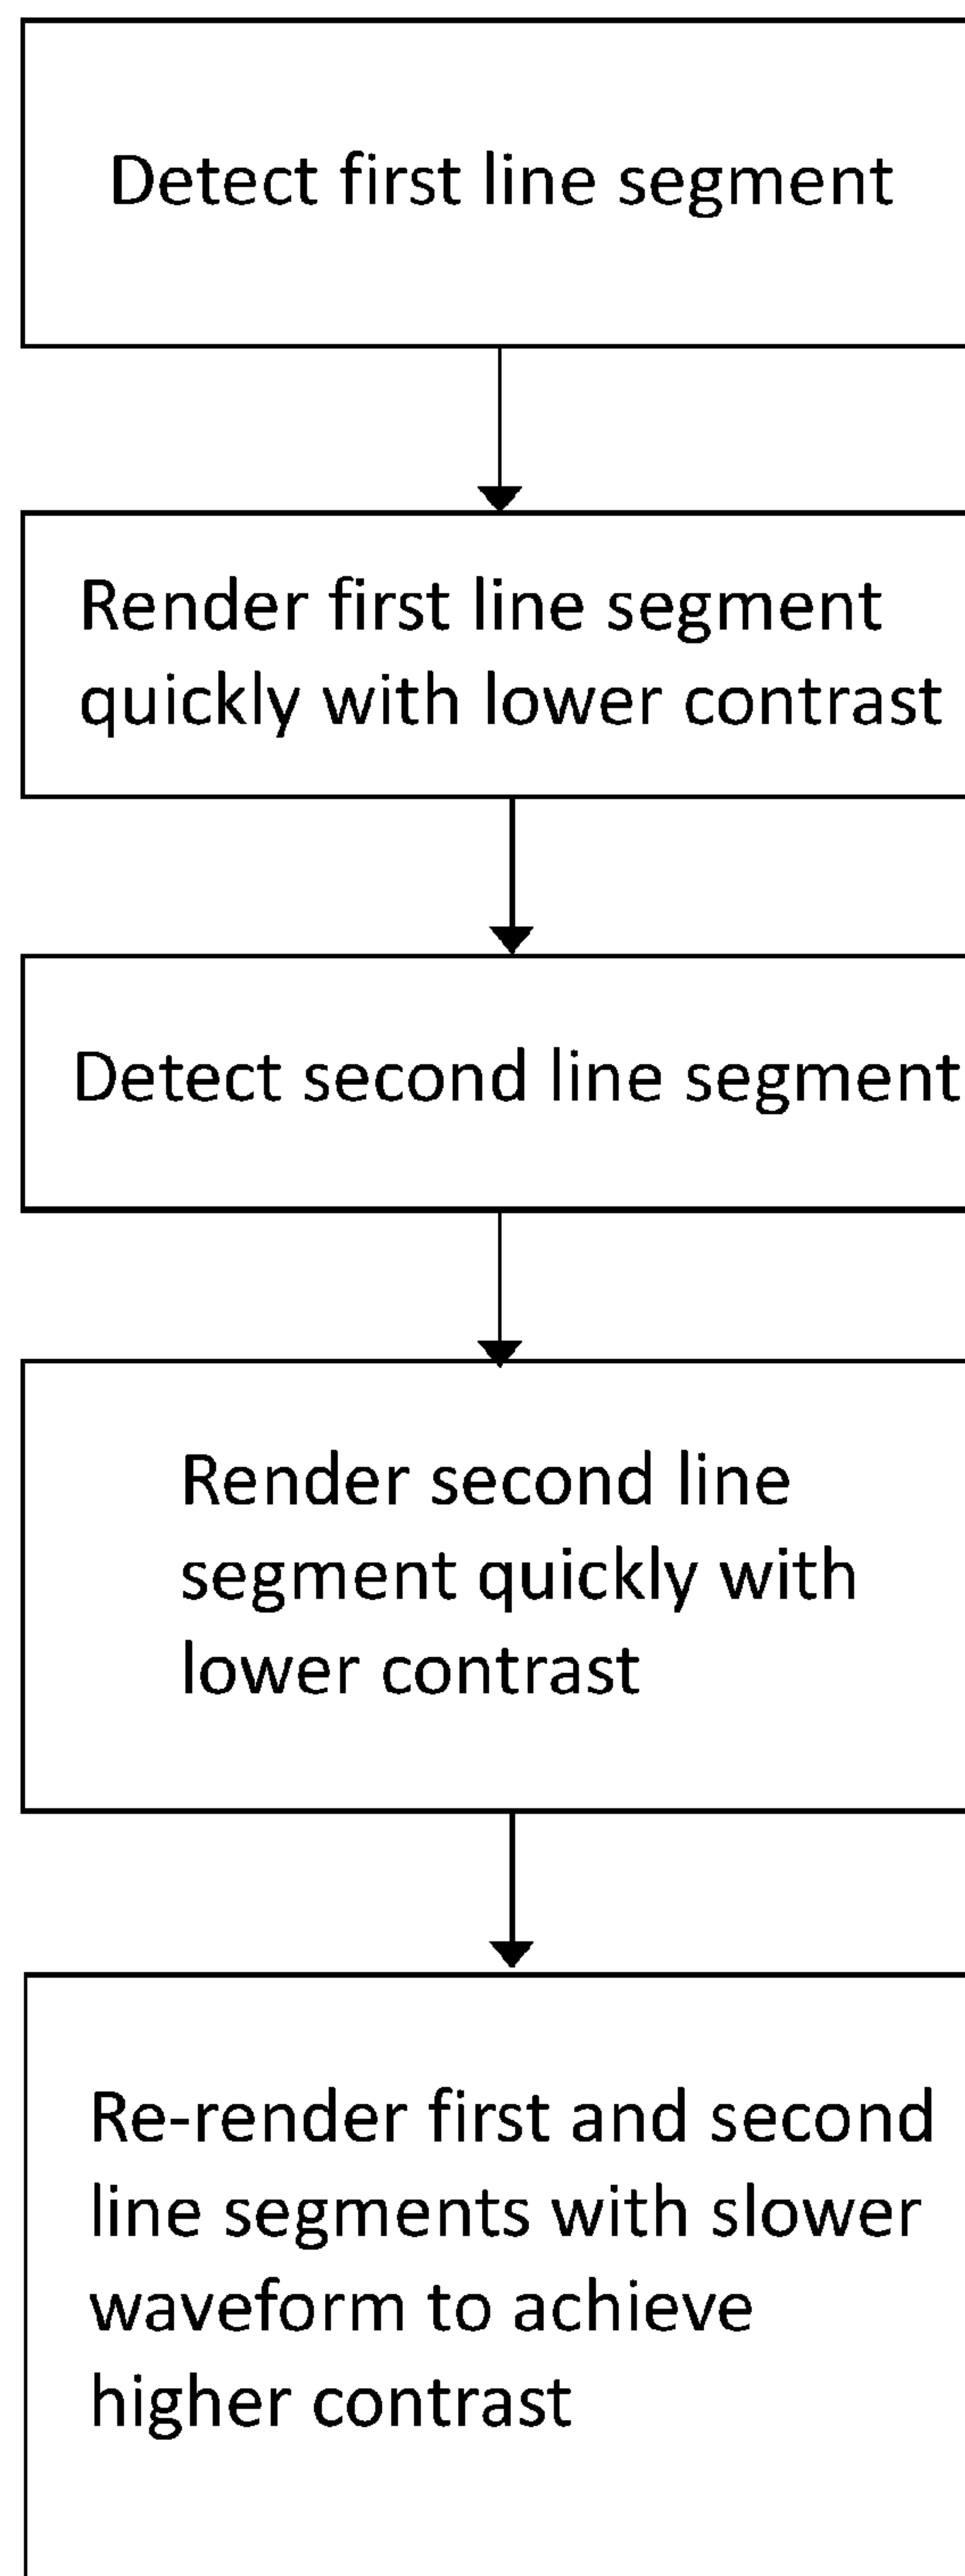 Detect first line segment
Render first line segment
quickly with lower contrast
Detect second line segment
Render second line
segment quickly with
lower contrast
Re-render first and second
line segments with slower
waveform to achieve
higher contrast